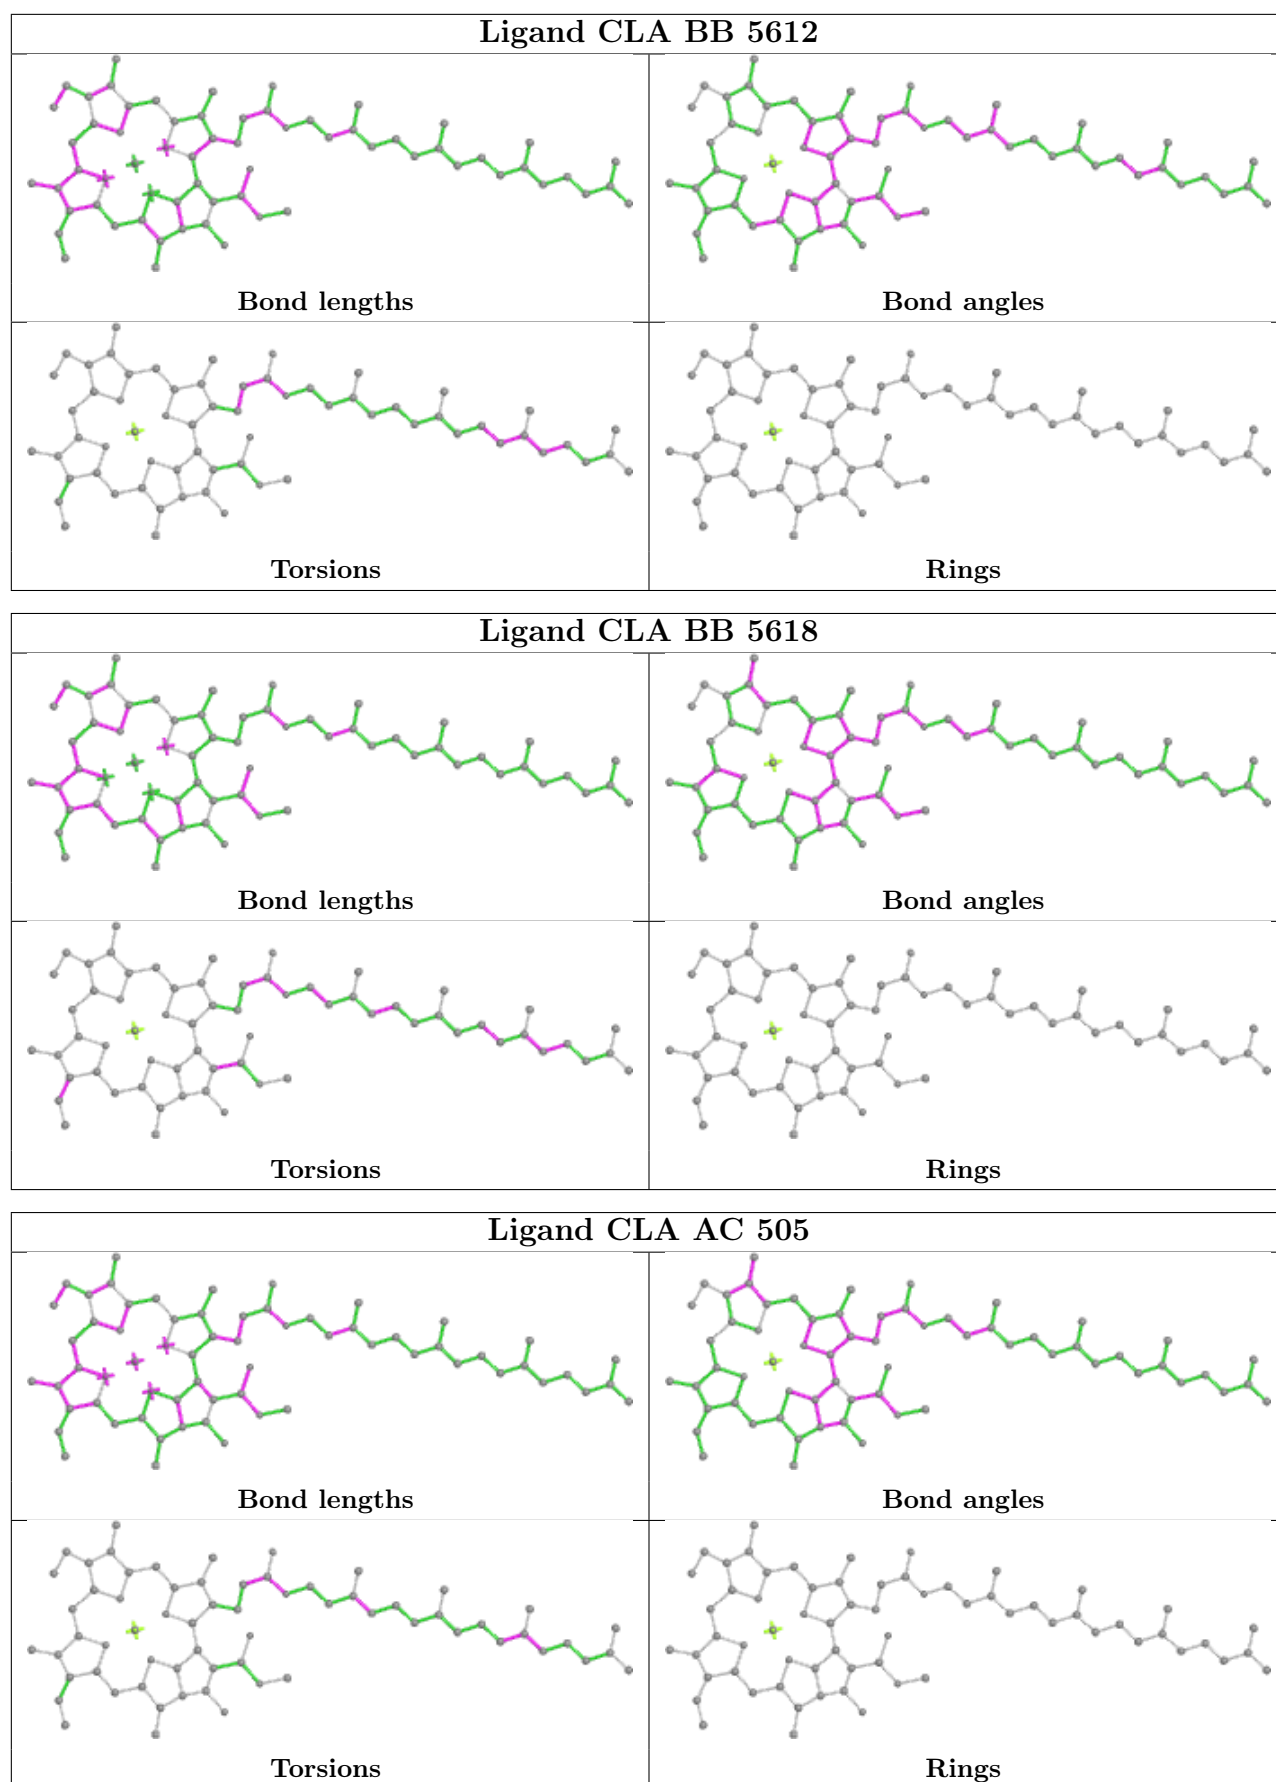 Ligand CLA BB 5612
Bond lengths
Bond angles
Torsions
Rings
Ligand CLA BB 5618
Bond lengths
Bond angles
Torsions
Rings
Ligand CLA AC 505
Bond lengths
Bond angles
Torsions
Rings